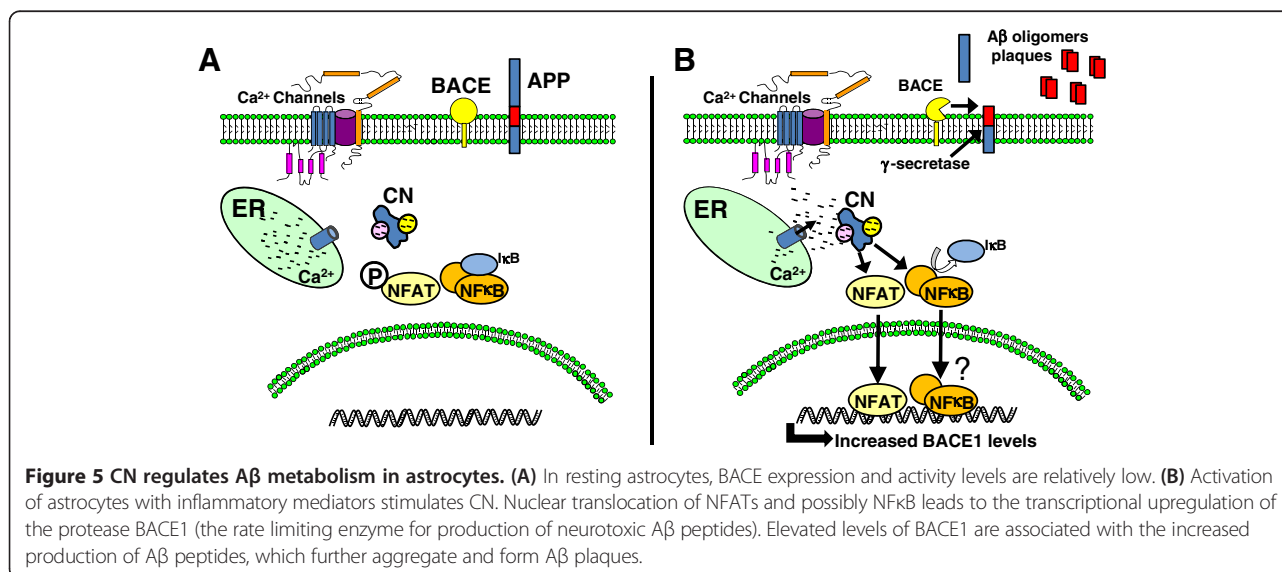 A
Ca²⁺ Channels
BACE
APP
ER
Ca²⁺
CN
P
NFAT
IκB
NFκB
B
Ca²⁺ Channels
BACE
Aβ oligomers
plaques
γ-secretase
ER
Ca²⁺
CN
NFAT
IκB
NFκB
?
NFAT
NFκB
Increased BACE1 levels
Figure 5 CN regulates Aβ metabolism in astrocytes. (A) In resting astrocytes, BACE expression and activity levels are relatively low. (B) Activation
of astrocytes with inflammatory mediators stimulates CN. Nuclear translocation of NFATs and possibly NFκB leads to the transcriptional upregulation of
the protease BACE1 (the rate limiting enzyme for production of neurotoxic Aβ peptides). Elevated levels of BACE1 are associated with the increased
production of Aβ peptides, which further aggregate and form Aβ plaques.